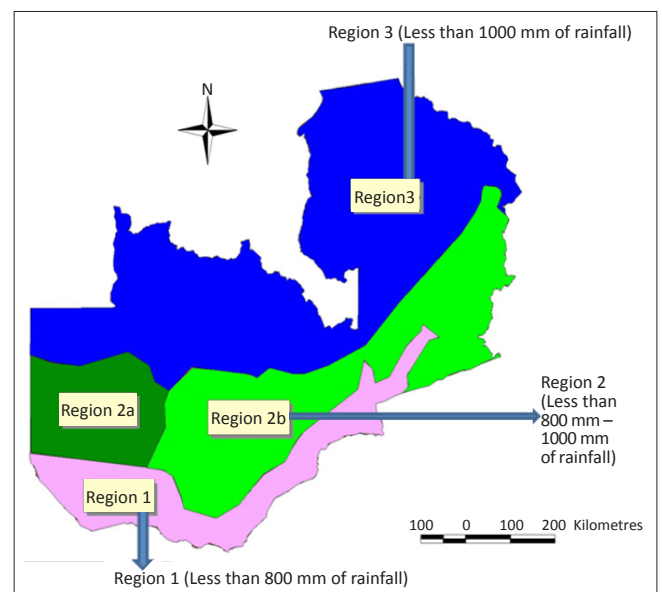 Region 3 (Less than 1000 mm of rainfall)
N
Region3
Region 2a
Region 2b
Region 2
(Less than
800 mm –
1000 mm
of rainfall)
Region 1
100 0 100 200 Kilometres
Region 1 (Less than 800 mm of rainfall)